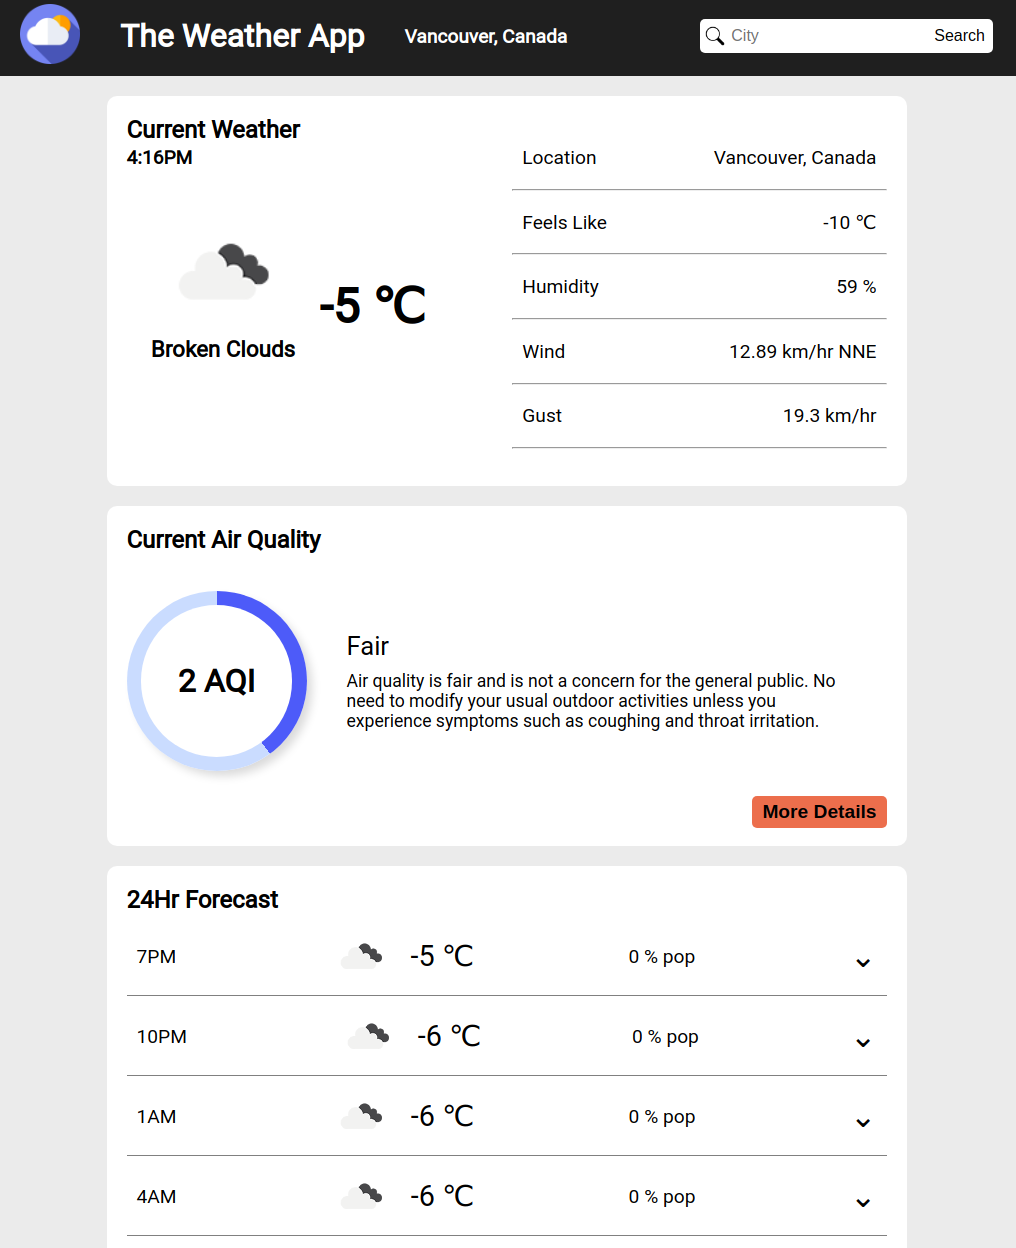 The Weather App
Vancouver, Canada
City
Search
Current Weather
4:16PM
Broken Clouds
-5 ℃
Location Vancouver, Canada
Feels Like -10 ℃
Humidity 59 %
Wind 12.89 km/hr NNE
Gust 19.3 km/hr
Current Air Quality
2 AQI
Fair
Air quality is fair and is not a concern for the general public. No
need to modify your usual outdoor activities unless you
experience symptoms such as coughing and throat irritation.
More Details
24Hr Forecast
7PM -5 ℃ 0 % pop
10PM -6 ℃ 0 % pop
1AM -6 ℃ 0 % pop
4AM -6 ℃ 0 % pop